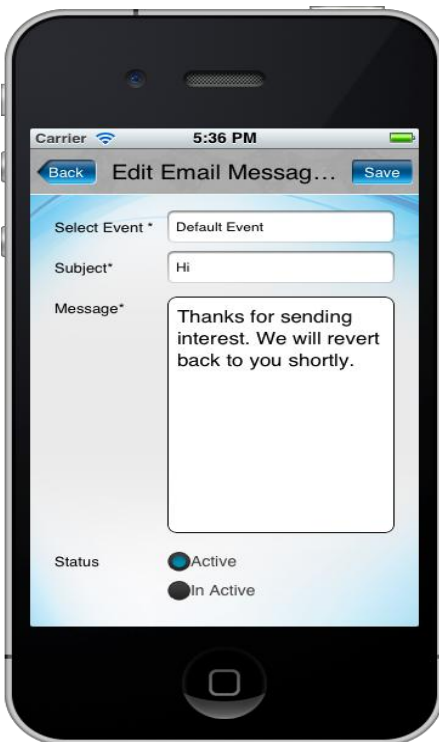 Carrier 5:36 PM
Back Edit Email Messag... Save
Select Event * Default Event
Subject* Hi
Message* Thanks for sending
interest. We will revert
back to you shortly.
Status Active
In Active